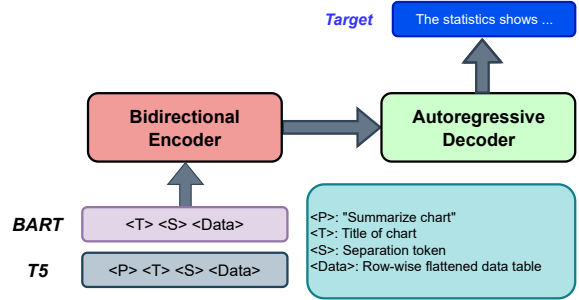 Target
The statistics shows ...
Bidirectional
Encoder
Autoregressive
Decoder
BART
<T> <S> <Data>
T5
<P> <T> <S> <Data>
<P>: "Summarize chart"
<T>: Title of chart
<S>: Separation token
<Data>: Row-wise flattened data table